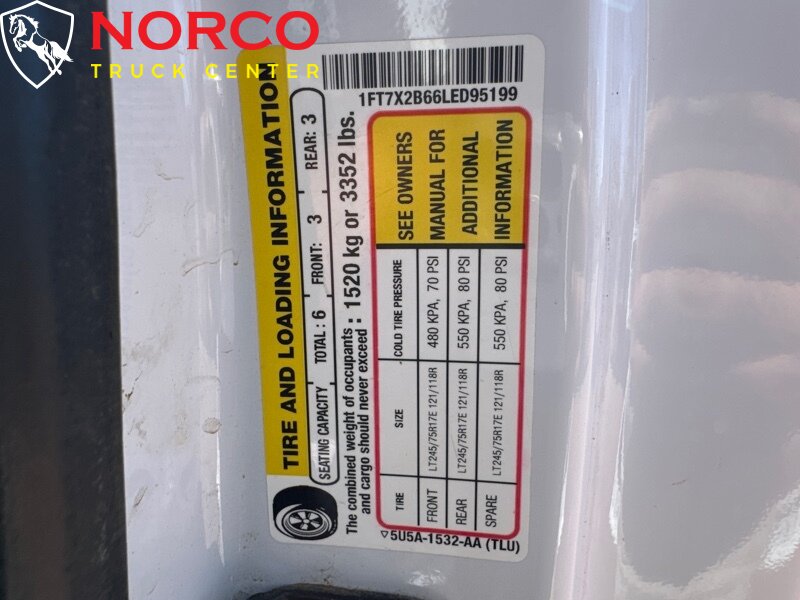 NORCO
TRUCK CENTER
TIRE AND LOADING INFORMATION
SEATING CAPACITY TOTAL: 6 FRONT: 3 REAR: 3
The combined weight of occupants : 1520 kg or 3352 lbs.
and cargo should never exceed
TIRE SIZE COLD TIRE PRESSURE SEE OWNERS
FRONT LT245/75R17E 121/118R 480 KPA, 70 PSI MANUAL FOR
REAR LT245/75R17E 121/118R 550 KPA, 80 PSI ADDITIONAL
SPARE LT245/75R17E 121/118R 550 KPA, 80 PSI INFORMATION
5U5A-1532-AA (TLU)
1FT7X2B66LED95199